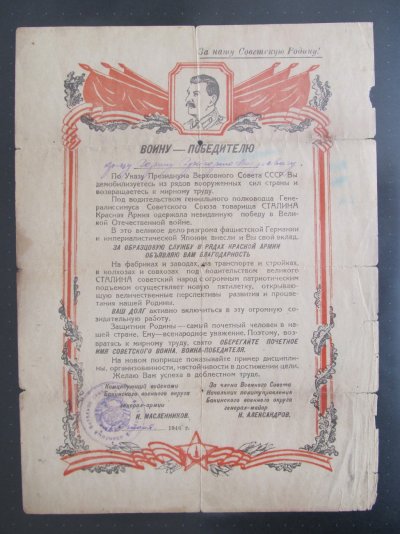 За нашу Советскую Родину!
ВОИНУ — ПОБЕДИТЕЛЮ
По Указу Президиума Верховного Совета СССР Вы
демобилизуетесь из рядов вооруженных сил страны и
возвращаетесь к мирному труду.
Под водительством гениального полководца Гене-
ралиссимуса Советского Союза товарища СТАЛИНА
Красная Армия одержала невиданную победу в Вели-
кой Отечественной войне.
В это великое дело разгрома фашистской Германии
и империалистической Японии внесли и Вы свой вклад.
ЗА ОБРАЗЦОВУЮ СЛУЖБУ В РЯДАХ КРАСНОЙ АРМИИ
ОБЪЯВЛЯЮ ВАМ БЛАГОДАРНОСТЬ
На фабриках и заводах, на транспорте и стройках,
в колхозах и совхозах под водительством великого
СТАЛИНА советский народ с огромным патриотическим
подъемом осуществляет новую пятилетку, открываю-
щую величественные перспективы развития и процве-
тания нашей Родины.
ВАШ ДОЛГ активно включиться в эту огромную со-
зидательную работу.
Защитник Родины — самый почетный человек в на-
шей стране. Ему — всенародное уважение. Поэтому, воз-
вратясь к мирному труду, свято ОБЕРЕГАЙТЕ ПОЧЕТНОЕ
ИМЯ СОВЕТСКОГО ВОИНА, ВОИНА-ПОБЕДИТЕЛЯ.
На новом поприще показывайте пример дисципли-
ны, организованности, настойчивости в достижении цели.
Желаю Вам успеха в доблестном труде.
Командующий войсками
Бакинского военного округа
генерал-армии
И. МАСЛЕННИКОВ.
За члена Военного Совета
Начальник политуправления
Бакинского военного округа
генерал-майор
Н. АЛЕКСАНДРОВ.
1946 г.